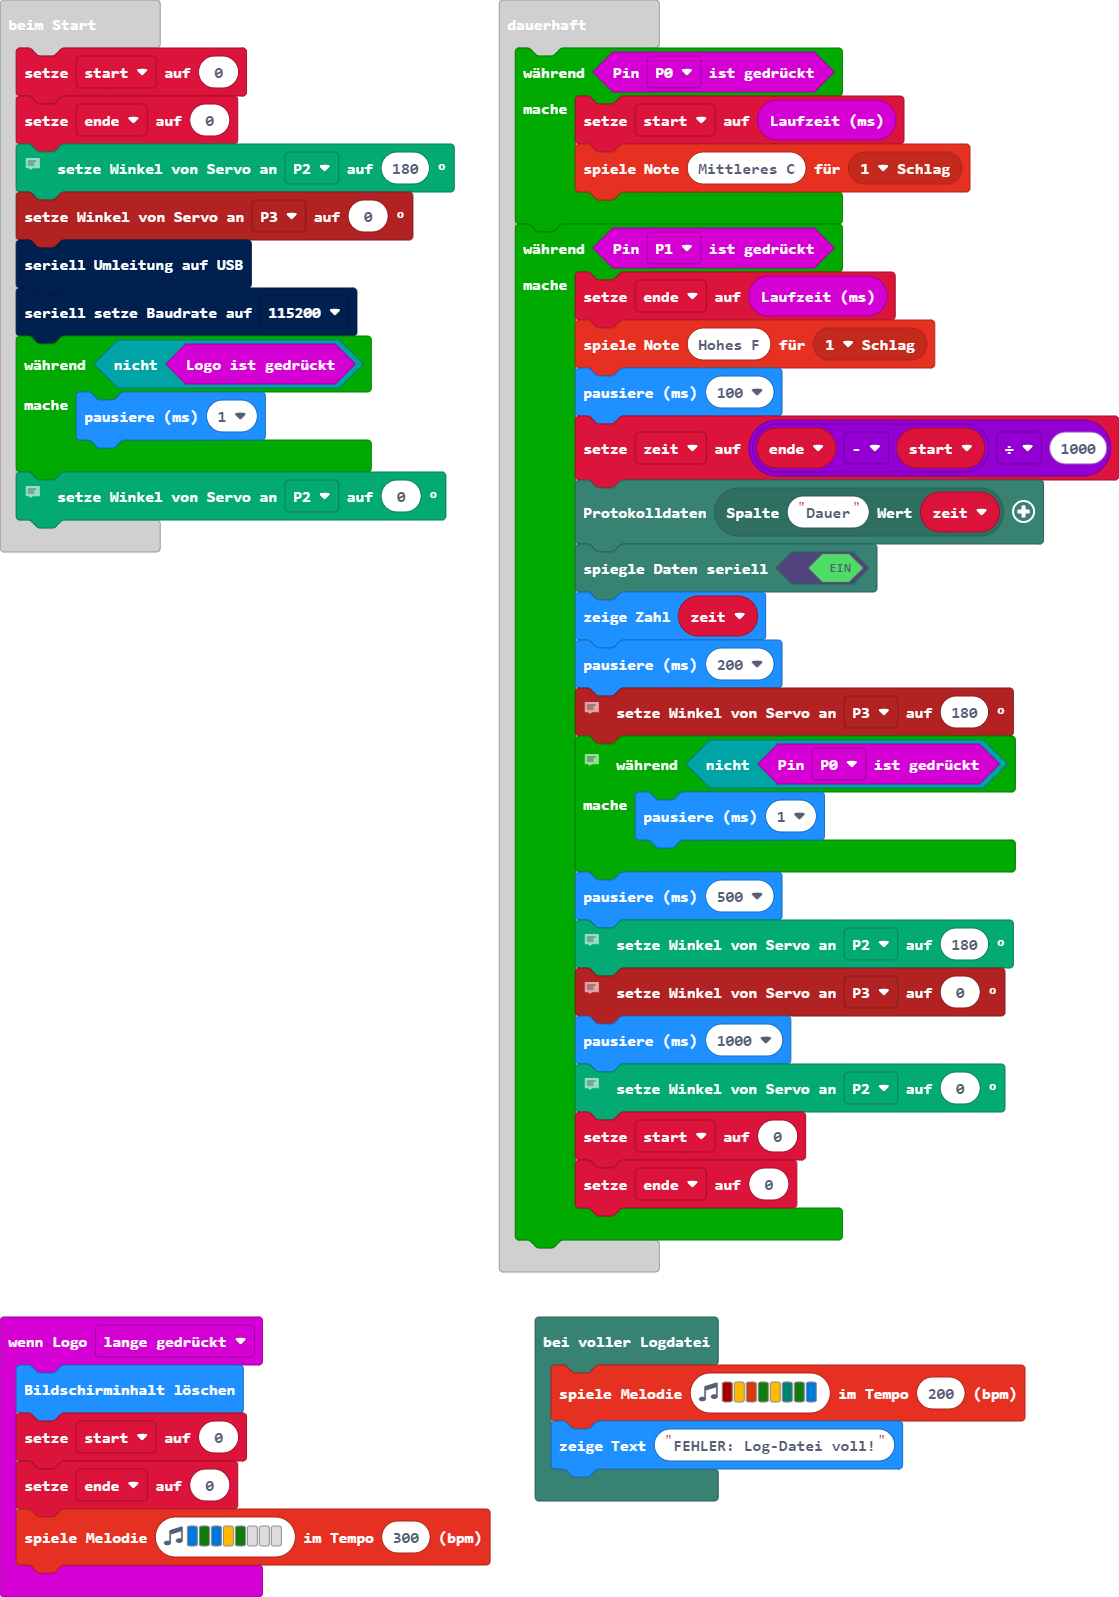 beim Start
setze start auf 0
setze ende auf 0
setze Winkel von Servo an P2 auf 180 °
setze Winkel von Servo an P3 auf 0 °
seriell Umleitung auf USB
seriell setze Baudrate auf 115200
während nicht Logo ist gedrückt
mache pausiere (ms) 1
setze Winkel von Servo an P2 auf 0 °
dauerhaft
während Pin P0 ist gedrückt
mache setze start auf Laufzeit (ms)
spiele Note Mittleres C für 1 Schlag
während Pin P1 ist gedrückt
mache setze ende auf Laufzeit (ms)
spiele Note Hohes F für 1 Schlag
pausiere (ms) 100
setze zeit auf ende - start ÷ 1000
Protokolldaten Spalte "Dauer" Wert zeit
spiegle Daten seriell EIN
zeige Zahl zeit
pausiere (ms) 200
setze Winkel von Servo an P3 auf 180 °
während nicht Pin P0 ist gedrückt
mache pausiere (ms) 1
pausiere (ms) 500
setze Winkel von Servo an P2 auf 180 °
setze Winkel von Servo an P3 auf 0 °
pausiere (ms) 1000
setze Winkel von Servo an P2 auf 0 °
setze start auf 0
setze ende auf 0
wenn Logo lange gedrückt
Bildschirminhalt löschen
setze start auf 0
setze ende auf 0
spiele Melodie im Tempo 300 (bpm)
bei voller Logdatei
spiele Melodie im Tempo 200 (bpm)
zeige Text "FEHLER: Log-Datei voll!"